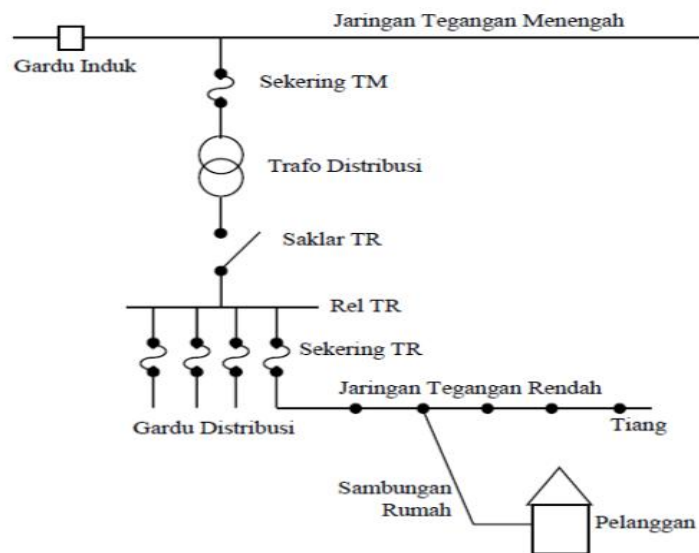 Jaringan Tegangan Menengah
Gardu Induk
Sekering TM
Trafo Distribusi
Saklar TR
Rel TR
Sekering TR
Jaringan Tegangan Rendah
Gardu Distribusi
Tiang
Sambungan
Rumah
Pelanggan